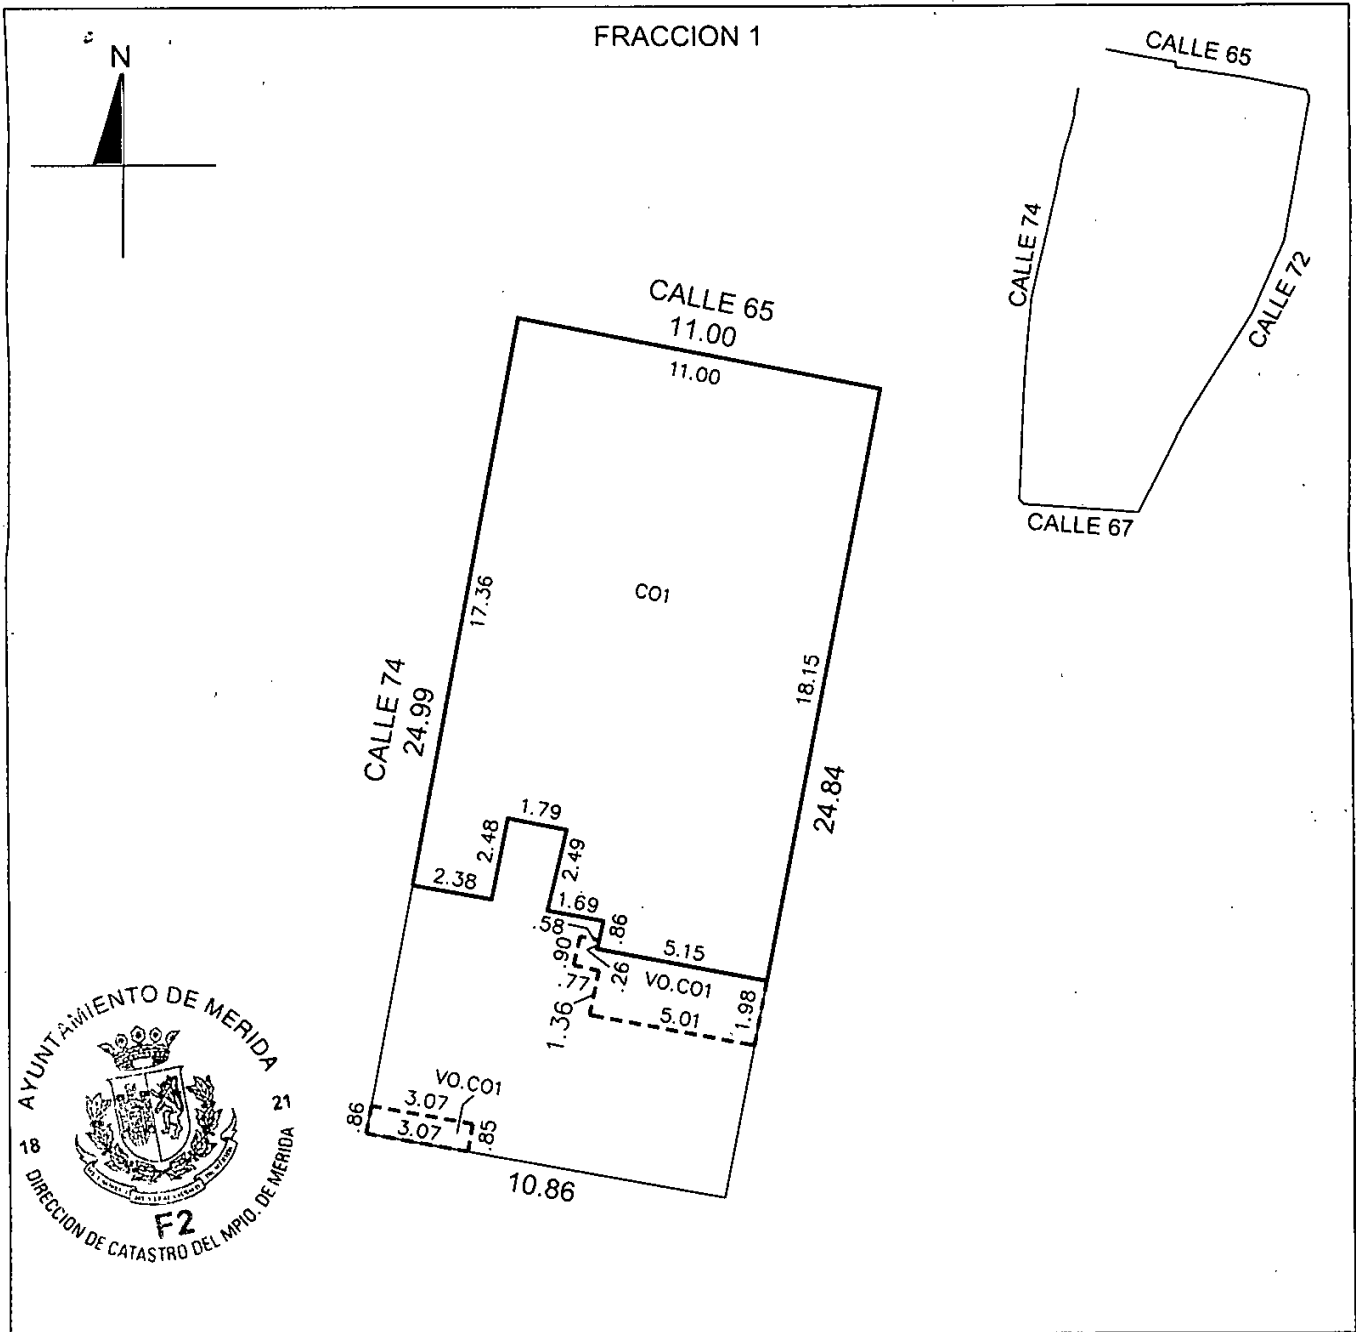 FRACCION 1
N
CALLE 65
CALLE 74
CALLE 72
CALLE 67
CALLE 65
11.00
11.00
17.36
CO1
18.15
CALLE 74
24.99
24.84
1.79
2.48
2.49
2.38
1.69
.86
.58
5.15
.90
.26
VO.CO1
.77
1.98
1.36
5.01
VO.CO1
3.07
.86
3.07
.85
10.86
AYUNTAMIENTO DE MERIDA
18
21
F2
DIRECCION DE CATASTRO DEL MPIO. DE MERIDA